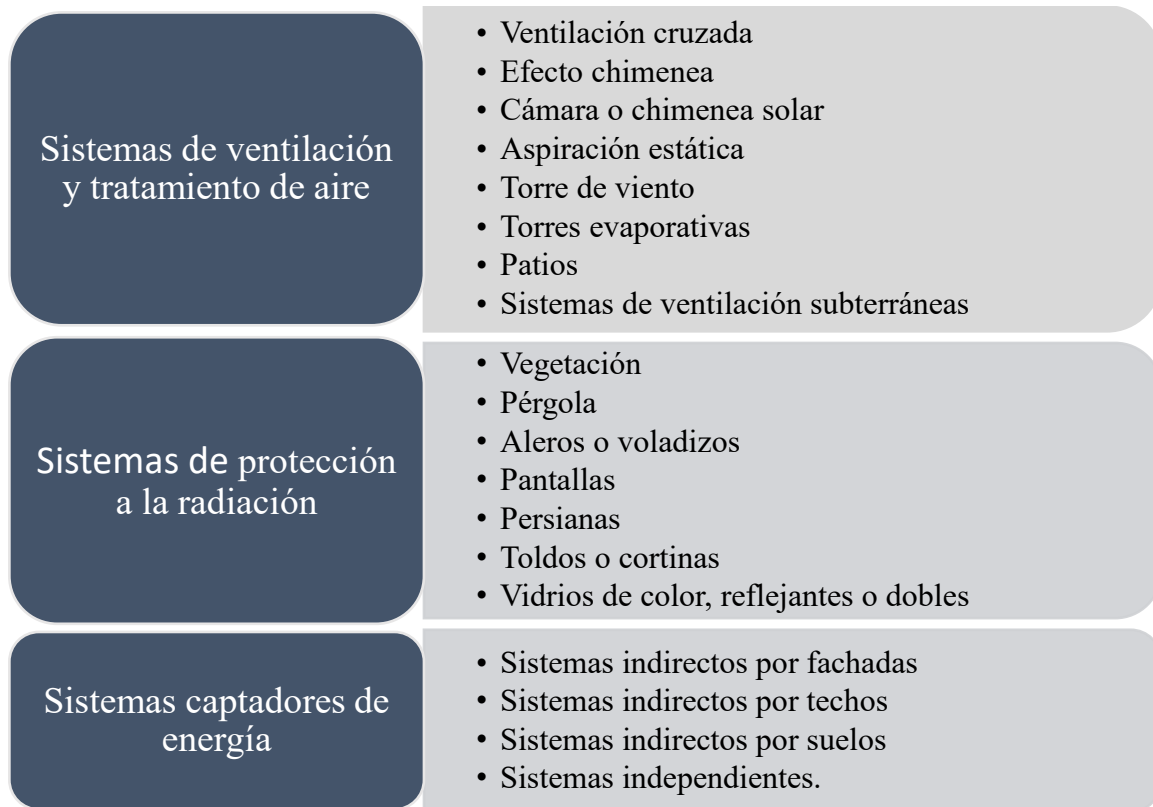 Sistemas de ventilación
y tratamiento de aire
• Ventilación cruzada
• Efecto chimenea
• Cámara o chimenea solar
• Aspiración estática
• Torre de viento
• Torres evaporativas
• Patios
• Sistemas de ventilación subterráneas
Sistemas de protección
a la radiación
• Vegetación
• Pérgola
• Aleros o voladizos
• Pantallas
• Persianas
• Toldos o cortinas
• Vidrios de color, reflejantes o dobles
Sistemas captadores de
energía
• Sistemas indirectos por fachadas
• Sistemas indirectos por techos
• Sistemas indirectos por suelos
• Sistemas independientes.